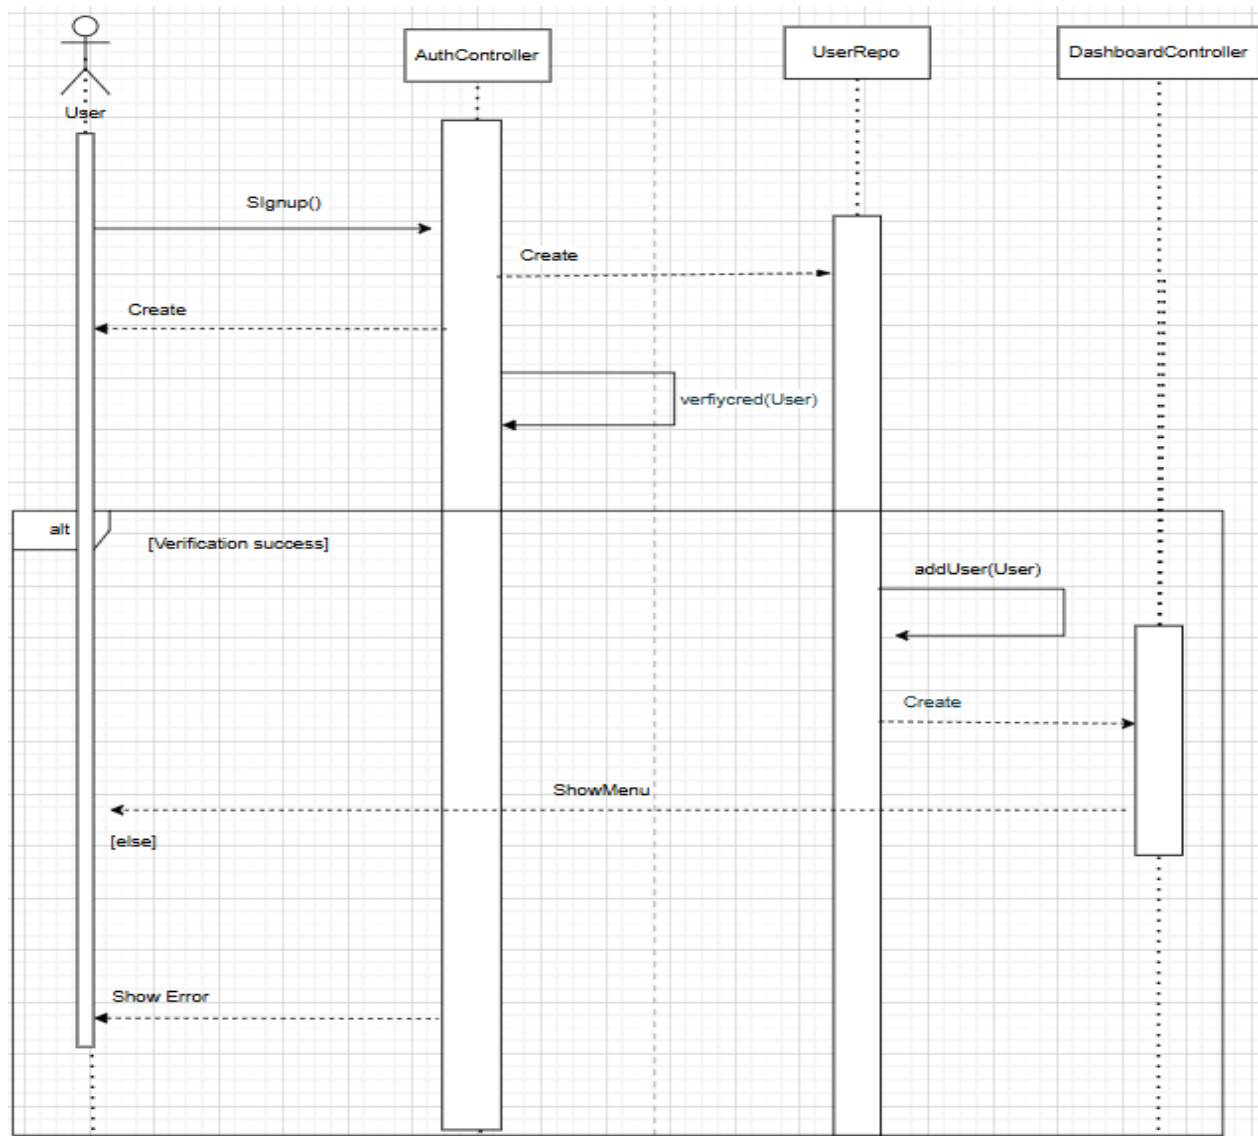 User
AuthController
UserRepo
DashboardController
SIgnup()
Create
Create
verfiycred(User)
alt
[Verification success]
addUser(User)
Create
ShowMenu
[else]
Show Error